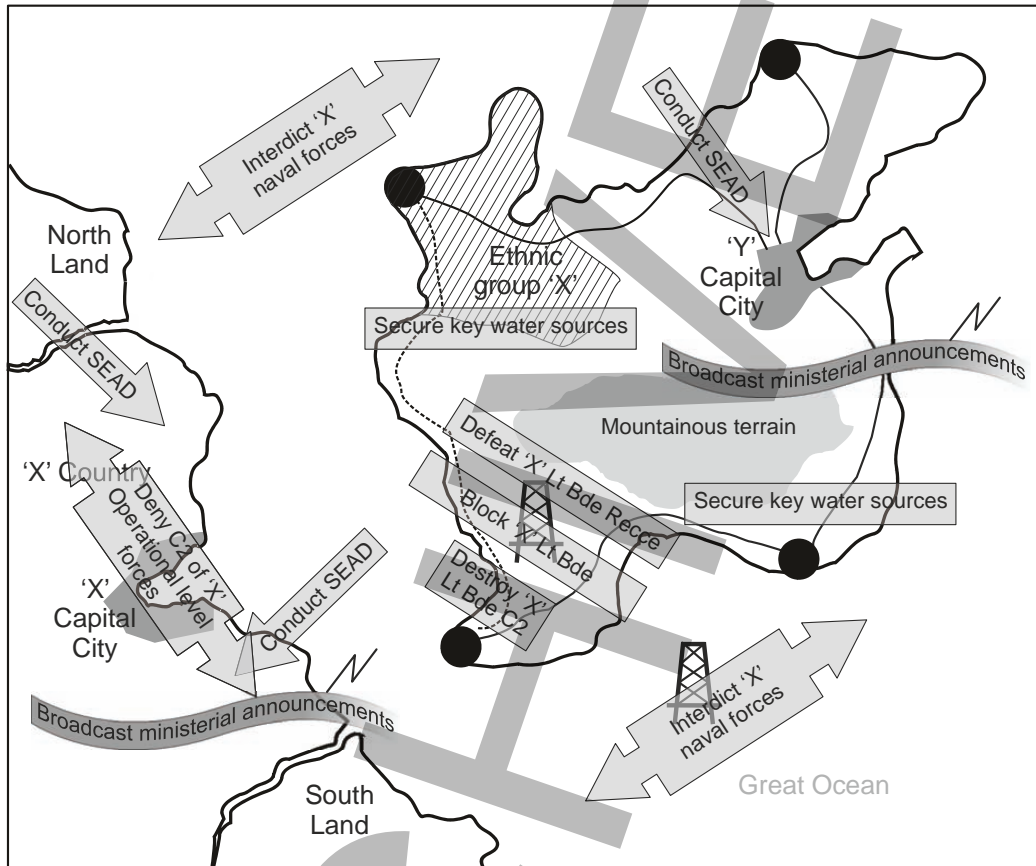 Interdict ‘X’
naval forces
Conduct SEAD
North
Land
Ethnic
group ‘X’
‘Y’
Capital
City
Conduct SEAD
Secure key water sources
Broadcast ministerial announcements
Mountainous terrain
Defeat ‘X’ Lt Bde Recce
‘X’ Country
Deny C2 of ‘X’
Operational level
forces
Block ‘X’ Lt Bde
Secure key water sources
Destroy ‘X’
Lt Bde C2
Conduct SEAD
‘X’
Capital
City
Broadcast ministerial announcements
Interdict ‘X’
naval forces
South
Land
Great Ocean